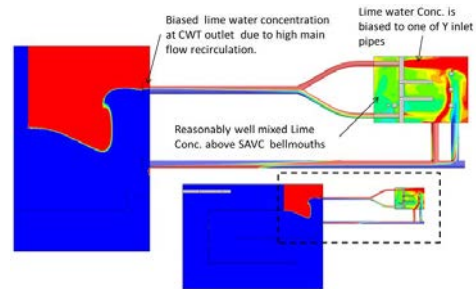 Biased lime water concentration
at CWT outlet due to high main
flow recirculation.
Lime water Conc. is
biased to one of Y inlet
pipes
Reasonably well mixed Lime
Conc. above SAVC bellmouths